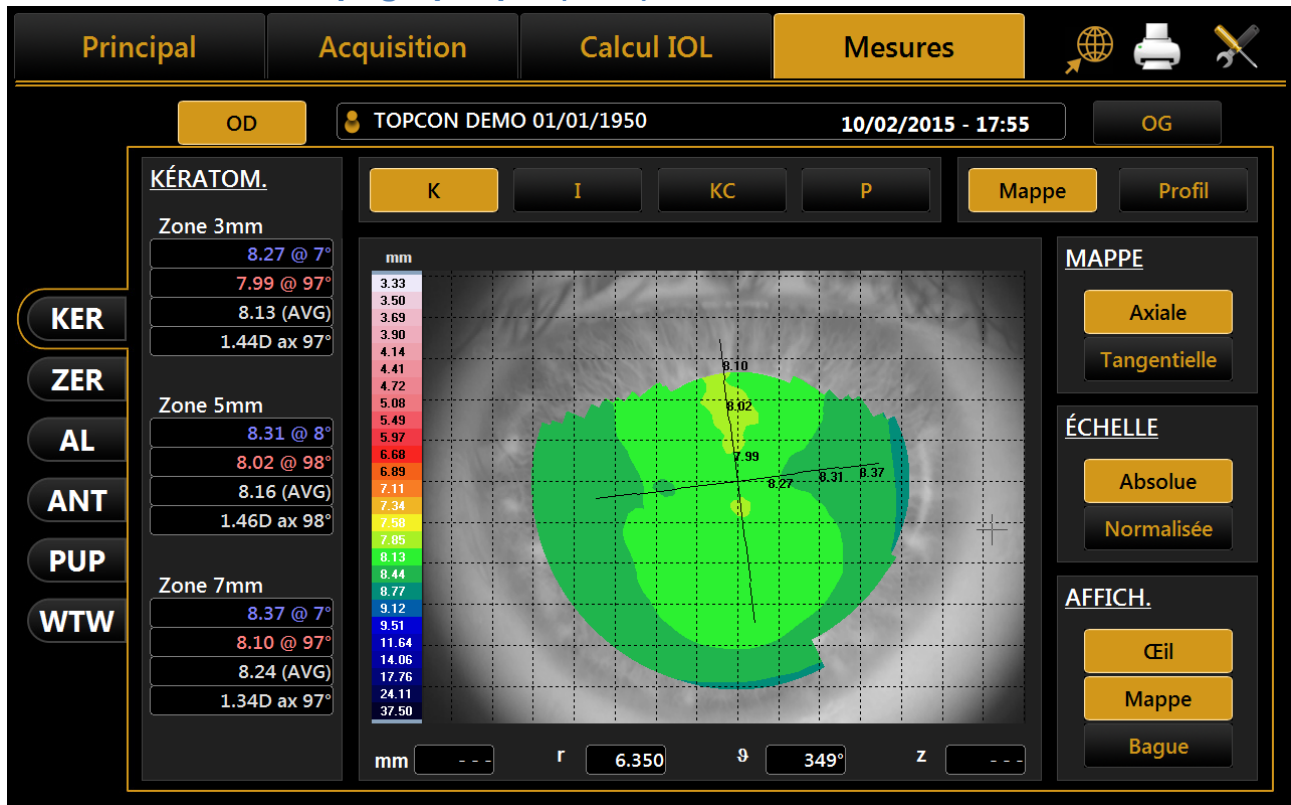 Principal Acquisition Calcul IOL Mesures
OD TOPCON DEMO 01/01/1950 10/02/2015 - 17:55 OG
KÉRATOM.
Zone 3mm
8.27 @ 7°
7.99 @ 97°
8.13 (AVG)
1.44D ax 97°
Zone 5mm
8.31 @ 8°
8.02 @ 98°
8.16 (AVG)
1.46D ax 98°
Zone 7mm
8.37 @ 7°
8.10 @ 97°
8.24 (AVG)
1.34D ax 97°
KER
ZER
AL
ANT
PUP
WTW
K I KC P
Mappe Profil
mm
3.33
3.50
3.69
3.90
4.14
4.41
4.72
5.08
5.49
5.97
6.68
6.89
7.11
7.34
7.58
7.85
8.13
8.44
8.77
9.12
9.51
11.64
14.06
17.76
24.11
37.50
8.10
8.02
7.99
8.27 8.31 8.37
mm - - - r 6.350 ϑ 349° z - - -
MAPPE
Axiale
Tangentielle
ÉCHELLE
Absolue
Normalisée
AFFICH.
Œil
Mappe
Bague